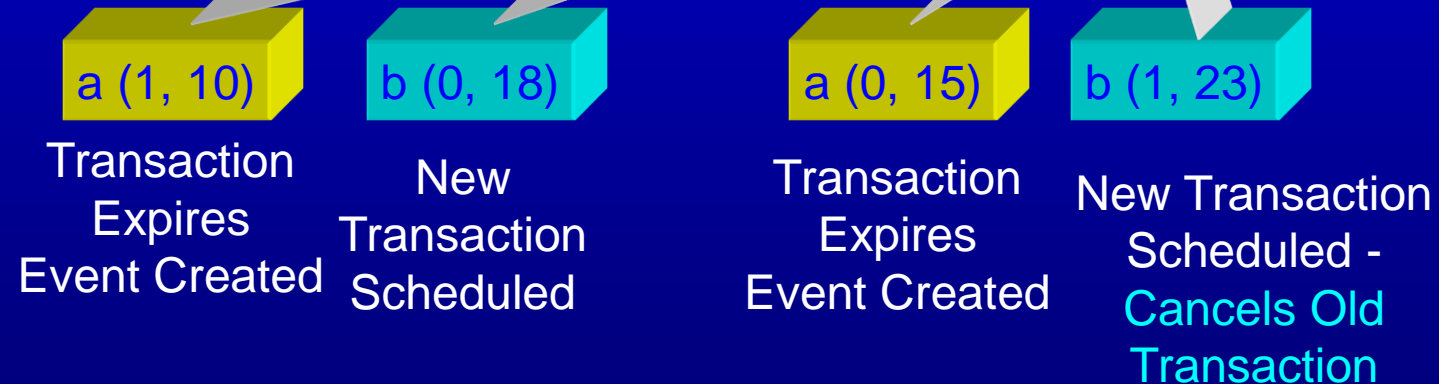 a (1, 10)
b (0, 18)
a (0, 15)
b (1, 23)
Transaction
Expires
Event Created
New
Transaction
Scheduled
Transaction
Expires
Event Created
New Transaction
Scheduled -
Cancels Old
Transaction